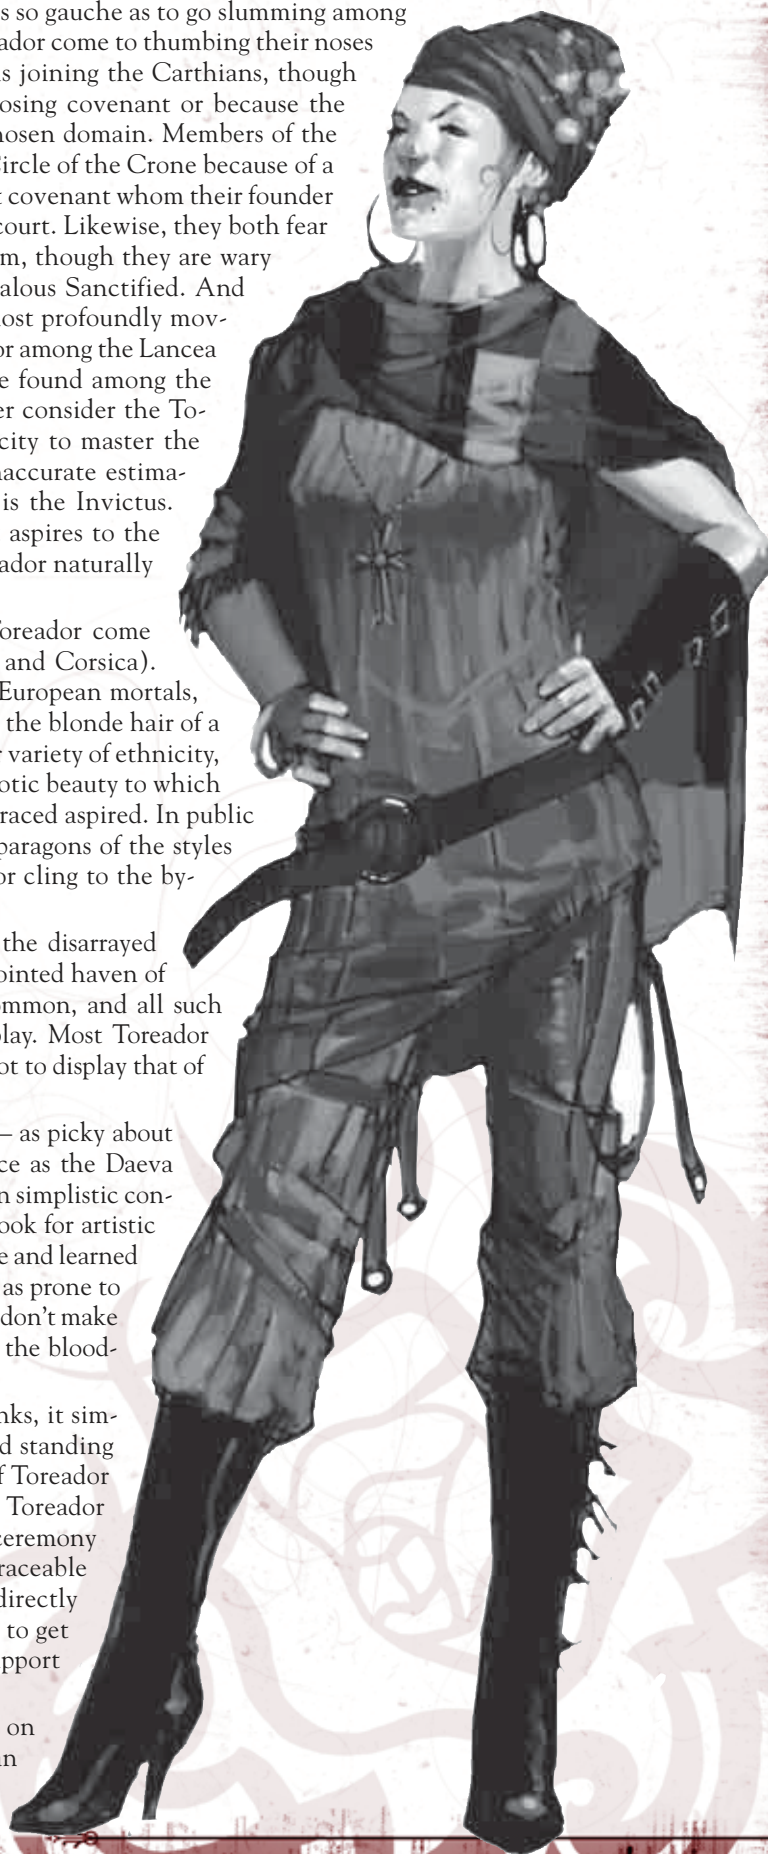 s so gauche as to go slumming among
ador come to thumbing their noses
s joining the Carthians, though
osing covenant or because the
hosen domain. Members of the
Circle of the Crone because of a
t covenant whom their founder
court. Likewise, they both fear
m, though they are wary
alous Sanctified. And
nost profoundly mov-
or among the Lancea
e found among the
er consider the To-
city to master the
naccurate estima-
is the Invictus.
aspires to the
ador naturally
Toreador come
and Corsica).
European mortals,
the blonde hair of a
r variety of ethnicity,
otic beauty to which
raced aspired. In public
paragons of the styles
or cling to the by-
the disarrayed
ointed haven of
mmon, and all such
play. Most Toreador
ot to display that of
– as picky about
ce as the Daeva
n simplistic con-
ook for artistic
e and learned
as prone to
don't make
the blood-
nks, it sim-
d standing
f Toreador
Toreador
ceremony
raceable
directly
to get
pport
on
n